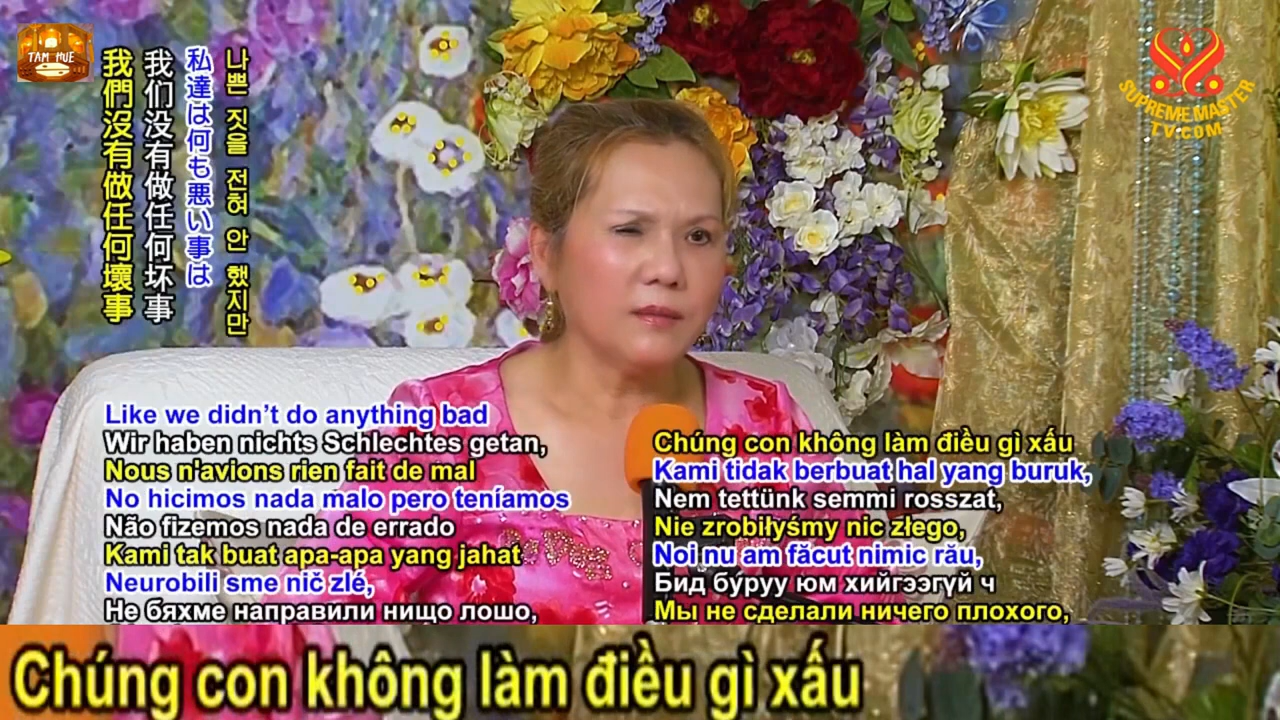 TAM HUE
SUPREME MASTER
TV.COM
나쁜 짓을 전혀 안 했지만
私達は何も悪い事は
我们没有做任何坏事
我們沒有做任何壞事
Like we didn’t do anything bad
Wir haben nichts Schlechtes getan,
Nous n'avions rien fait de mal
No hicimos nada malo pero teníamos
Não fizemos nada de errado
Kami tak buat apa-apa yang jahat
Neurobili sme nič zlé,
Не бяхме направили нищо лошо,
Chúng con không làm điều gì xấu
Kami tidak berbuat hal yang buruk,
Nem tettünk semmi rosszat,
Nie zrobiłyśmy nic złego,
Noi nu am făcut nimic rău,
Бид бу́руу юм хийгээгүй ч
Мы не сделали ничего плохого,
Chúng con không làm điều gì xấu